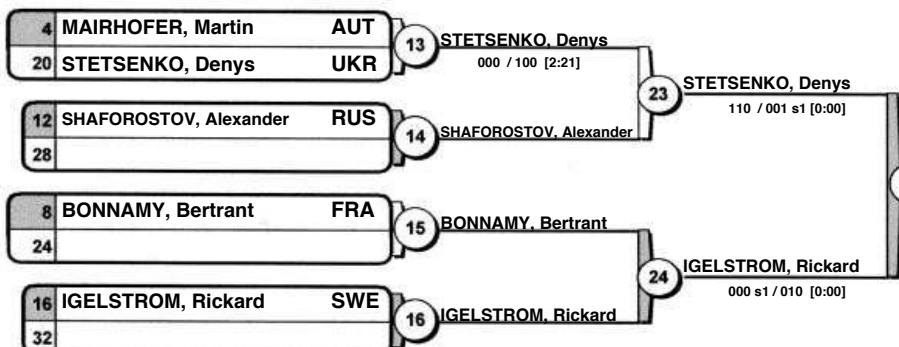 4 MAIRHOFER, Martin AUT
20 STETSENKO, Denys UKR
13
STETSENKO, Denys
000 / 100 [2:21]
12 SHAFOROSTOV, Alexander RUS
28
14
SHAFOROSTOV, Alexander
23
STETSENKO, Denys
110 / 001 s1 [0:00]
8 BONNAMY, Bertrant FRA
24
15
BONNAMY, Bertrant
16 IGELSTROM, Rickard SWE
32
16
IGELSTROM, Rickard
24
IGELSTROM, Rickard
000 s1 / 010 [0:00]